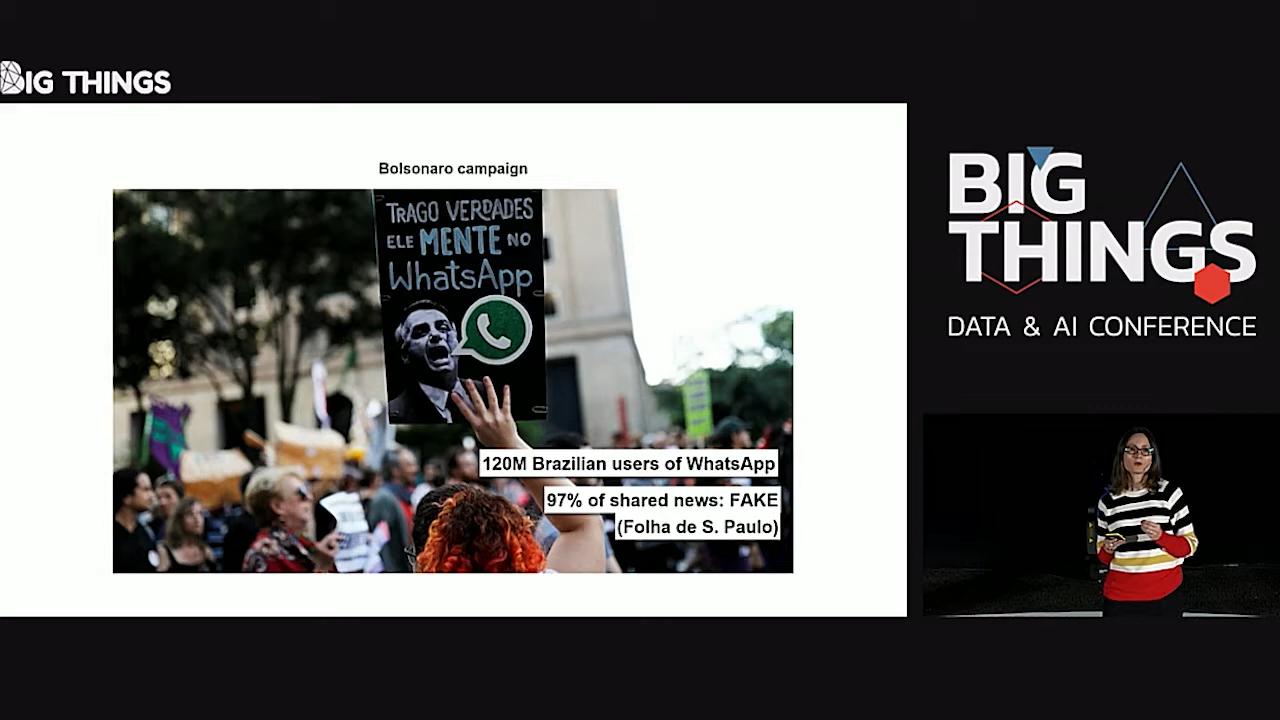 BIG THINGS
Bolsonaro campaign
TRAGO VERDADES
ELE MENTE NO
WhatsApp
120M Brazilian users of WhatsApp
97% of shared news: FAKE
(Folha de S. Paulo)
BIG
THINGS
DATA & AI CONFERENCE